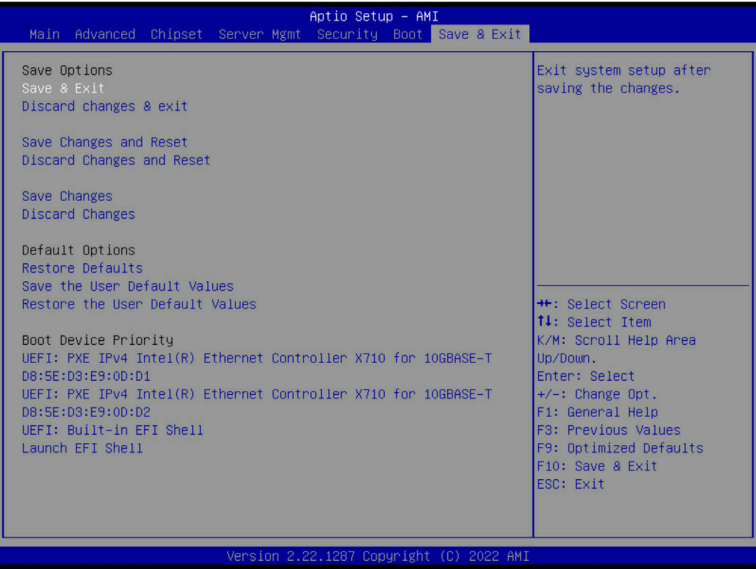 Aptio Setup – AMI
Main Advanced Chipset Server Mgmt Security Boot Save & Exit
Save Options
Save & Exit
Discard changes & exit
Save Changes and Reset
Discard Changes and Reset
Save Changes
Discard Changes
Default Options
Restore Defaults
Save the User Default Values
Restore the User Default Values
Boot Device Priority
UEFI: PXE IPv4 Intel(R) Ethernet Controller X710 for 10GBASE-T
D8:5E:D3:E9:0D:D1
UEFI: PXE IPv4 Intel(R) Ethernet Controller X710 for 10GBASE-T
D8:5E:D3:E9:0D:D2
UEFI: Built-in EFI Shell
Launch EFI Shell
Exit system setup after
saving the changes.
→←: Select Screen
↑↓: Select Item
K/M: Scroll Help Area
Up/Down.
Enter: Select
+/-: Change Opt.
F1: General Help
F3: Previous Values
F9: Optimized Defaults
F10: Save & Exit
ESC: Exit
Version 2.22.1287 Copyright (C) 2022 AMI